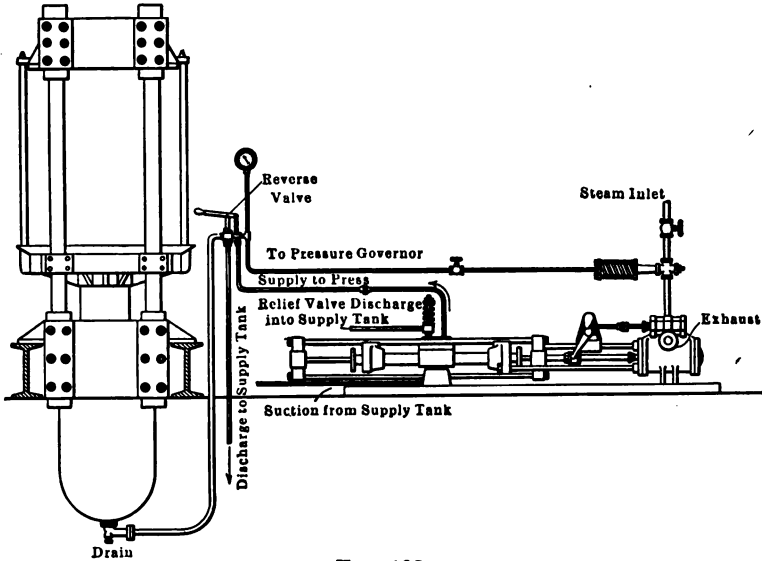 Reverse
Valve
Steam Inlet
To Pressure Governor
Supply to Press
Relief Valve Discharge
into Supply Tank
Exhaust
Discharge to Supply Tank
Suction from Supply Tank
Drain